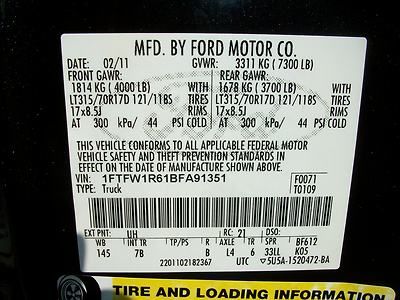 MFD. BY FORD MOTOR CO.
DATE: 02/11 GVWR: 3311 KG ( 7300 LB)
FRONT GAWR: REAR GAWR:
1814 KG ( 4000 LB) WITH 1678 KG ( 3700 LB) WITH
LT315/70R17D 121/118S TIRES LT315/70R17D 121/118S TIRES
17x8.5J RIMS 17x8.5J RIMS
AT 300 kPa/ 44 PSI COLD AT 300 kPa/ 44 PSI COLD
THIS VEHICLE CONFORMS TO ALL APPLICABLE FEDERAL MOTOR
VEHICLE SAFETY AND THEFT PREVENTION STANDARDS IN
EFFECT ON THE DATE OF MANUFACTURE SHOWN ABOVE.
VIN: 1FTFW1R61BFA91351 F0071
TYPE: Truck T0109
EXT PNT: UH RC: 21 DSO:
WB INT TR TP/PS R AXLE TR SPR BF612
145 7B B L4 6 33LL K05
2201102182367 UTC 5U5A-1520472-BA
TIRE AND LOADING INFORMATION